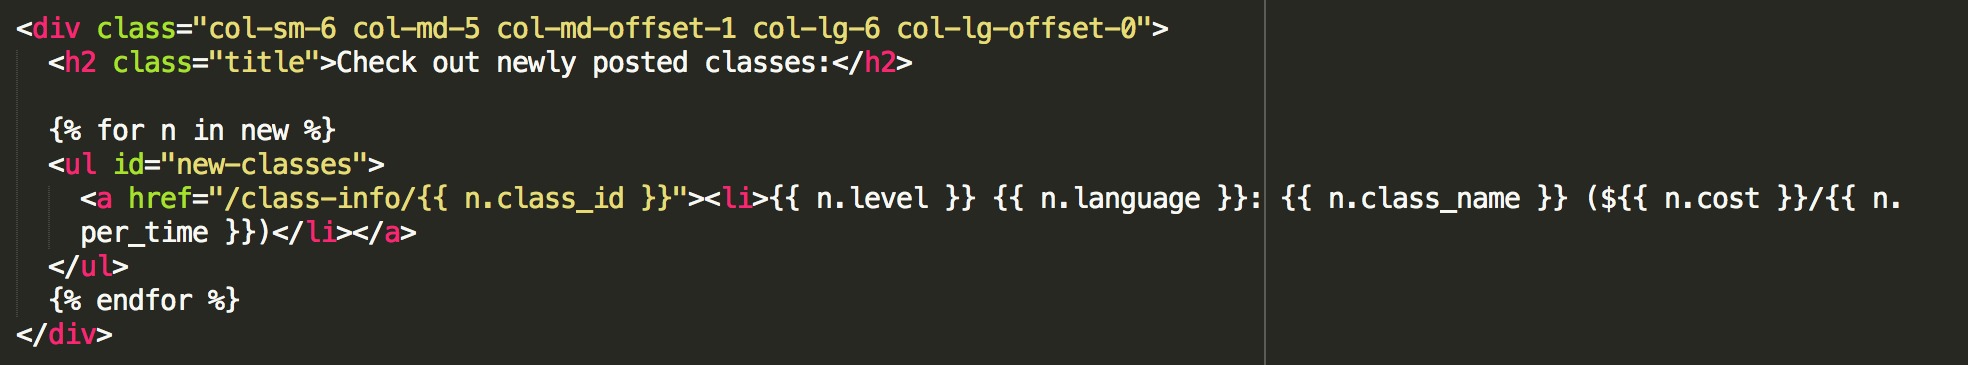 <div class="col-sm-6 col-md-5 col-md-offset-1 col-lg-6 col-lg-offset-0">
<h2 class="title">Check out newly posted classes:</h2>
{% for n in new %}
<ul id="new-classes">
<a href="/class-info/{{ n.class_id }}"><li>{{ n.level }} {{ n.language }}: {{ n.class_name }} (${{ n.cost }}/{{ n.
per_time }})</li></a>
</ul>
{% endfor %}
</div>